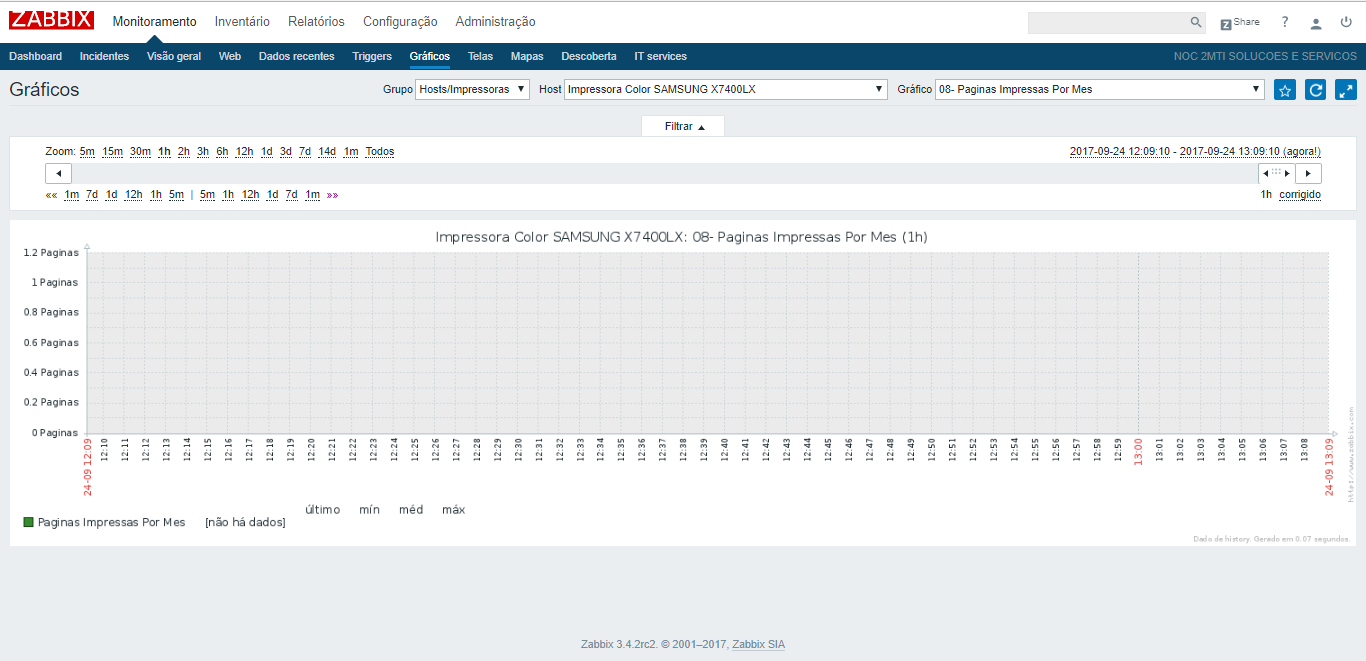 ZABBIX Monitoramento Inventário Relatórios Configuração Administração Z Share ?
Dashboard Incidentes Visão geral Web Dados recentes Triggers Gráficos Telas Mapas Descoberta IT services NOC 2MTI SOLUCOES E SERVICOS
Gráficos Grupo Hosts/Impressoras Host Impressora Color SAMSUNG X7400LX Gráfico 08- Paginas Impressas Por Mes
Filtrar
Zoom: 5m 15m 30m 1h 2h 3h 6h 12h 1d 3d 7d 14d 1m Todos 2017-09-24 12:09:10 - 2017-09-24 13:09:10 (agora!)
«« 1m 7d 1d 12h 1h 5m | 5m 1h 12h 1d 7d 1m »» 1h corrigido
Impressora Color SAMSUNG X7400LX: 08- Paginas Impressas Por Mes (1h)
1.2 Paginas
1 Paginas
0.8 Paginas
0.6 Paginas
0.4 Paginas
0.2 Paginas
0 Paginas
24-09 12:09 12:10 12:11 12:12 12:13 12:14 12:15 12:16 12:17 12:18 12:19 12:20 12:21 12:22 12:23 12:24 12:25 12:26 12:27 12:28 12:29 12:30 12:31 12:32 12:33 12:34 12:35 12:36 12:37 12:38 12:39 12:40 12:41 12:42 12:43 12:44 12:45 12:46 12:47 12:48 12:49 12:50 12:51 12:52 12:53 12:54 12:55 12:56 12:57 12:58 12:59 13:00 13:01 13:02 13:03 13:04 13:05 13:06 13:07 13:08 24-09 13:09
http://www.zabbix.com
último mín méd máx
Paginas Impressas Por Mes [não há dados]
Dado de history. Gerado em 0.07 segundos.
Zabbix 3.4.2rc2. © 2001–2017, Zabbix SIA